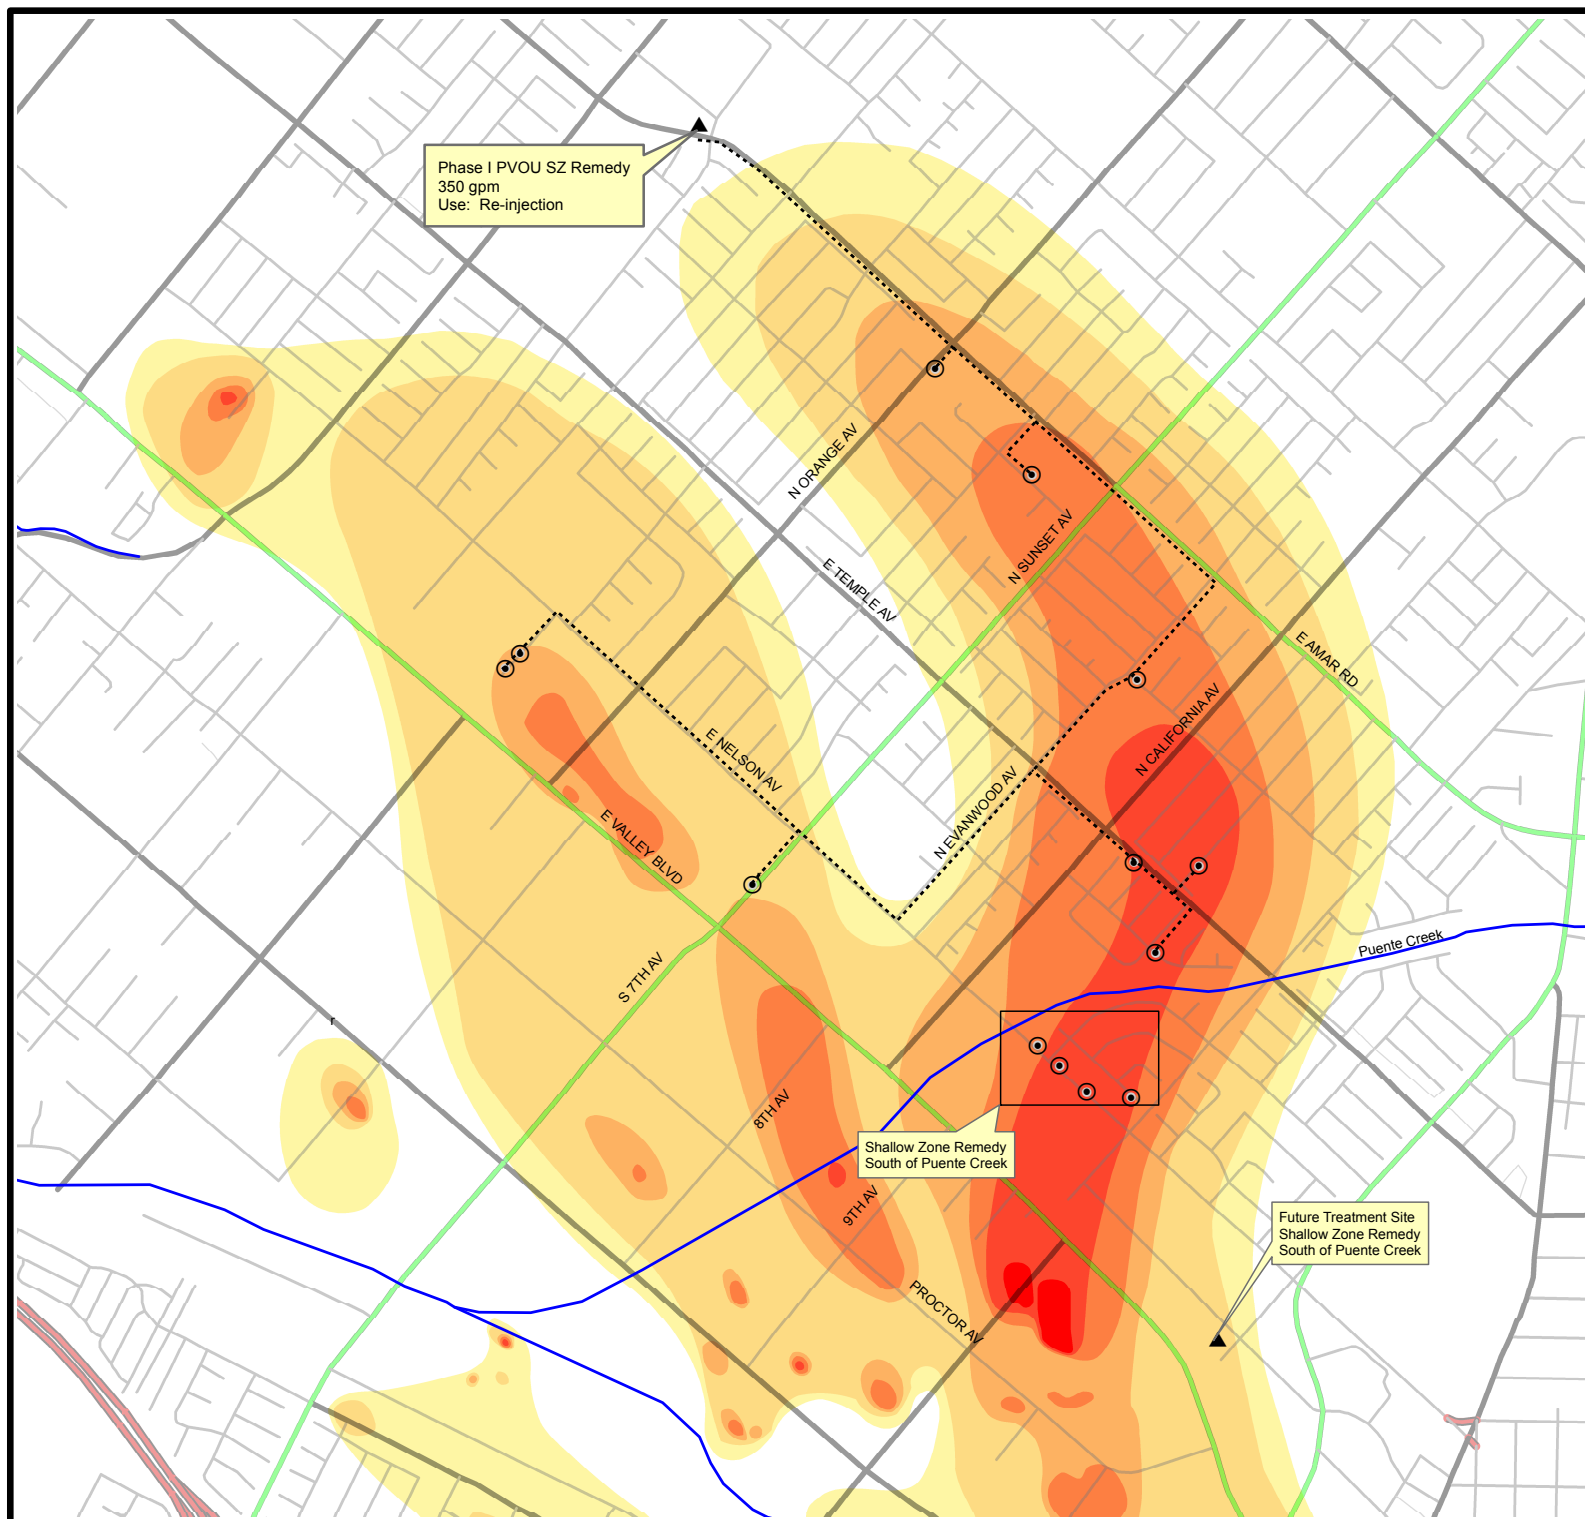 Phase I PVOU SZ Remedy
350 gpm
Use:  Re-injection
N ORANGE AV
N SUNSET AV
E TEMPLE AV
E AMAR RD
N CALIFORNIA AV
E NELSON AV
N EVANWOOD AV
E VALLEY BLVD
Puente Creek
S 7TH AV
r
8TH AV
Shallow Zone Remedy
South of Puente Creek
9TH AV
Future Treatment Site
Shallow Zone Remedy
South of Puente Creek
PROCTOR AV